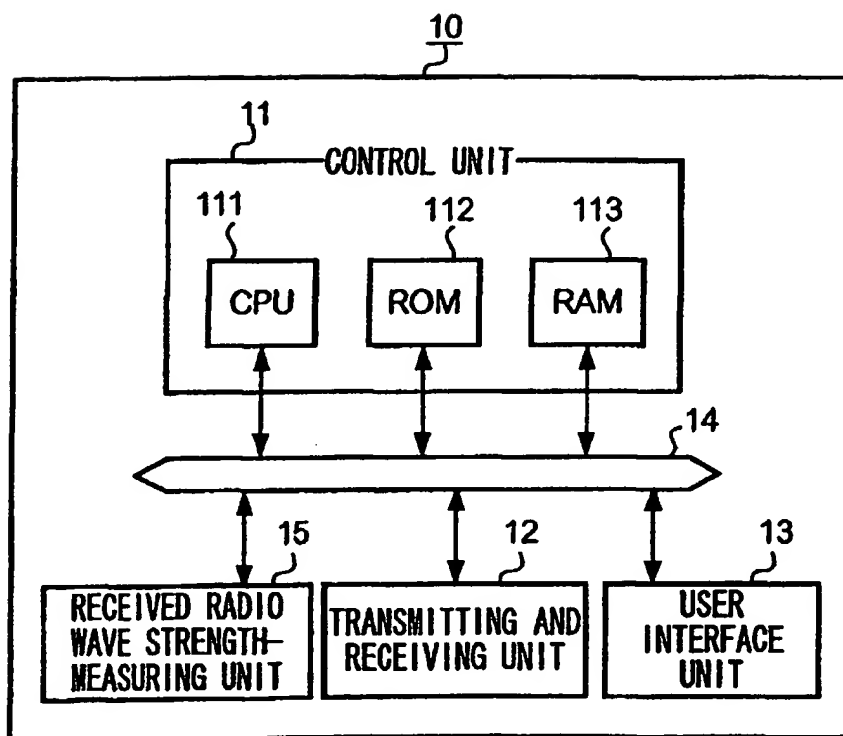 10
11
CONTROL UNIT
111
112
113
CPU
ROM
RAM
14
15
12
13
RECEIVED RADIO
WAVE STRENGTH-
MEASURING UNIT
TRANSMITTING AND
RECEIVING UNIT
USER
INTERFACE
UNIT